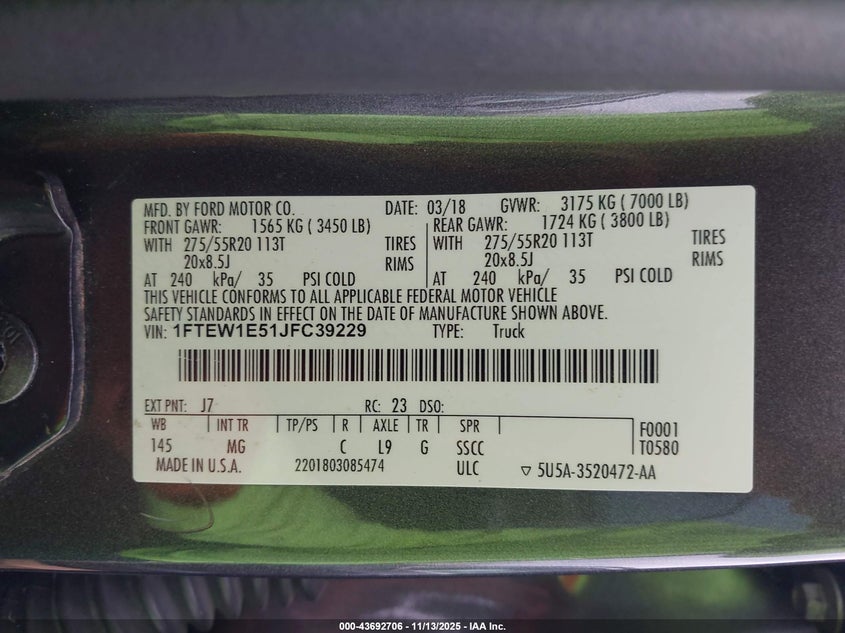 MFD. BY FORD MOTOR CO. DATE: 03/18 GVWR: 3175 KG ( 7000 LB)
FRONT GAWR: 1565 KG ( 3450 LB) REAR GAWR: 1724 KG ( 3800 LB)
WITH 275/55R20 113T TIRES WITH 275/55R20 113T TIRES
20x8.5J RIMS 20x8.5J RIMS
AT 240 kPa/ 35 PSI COLD AT 240 kPa/ 35 PSI COLD
THIS VEHICLE CONFORMS TO ALL APPLICABLE FEDERAL MOTOR VEHICLE
SAFETY STANDARDS IN EFFECT ON THE DATE OF MANUFACTURE SHOWN ABOVE.
VIN: 1FTEW1E51JFC39229 TYPE: Truck
EXT PNT: J7 RC: 23 DSO:
WB INT TR TP/PS R AXLE TR SPR F0001
145 MG C L9 G SSCC T0580
MADE IN U.S.A. 2201803085474 ULC ▽ 5U5A-3520472-AA
000-43692706 - 11/13/2025 - IAA Inc.